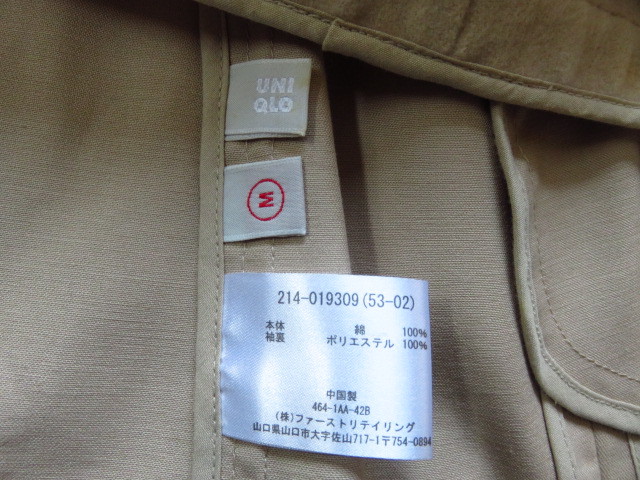 UNI
QLO
M
214-019309(53-02)
本体 綿 100%
袖裏 ポリエステル 100%
中国製
464-1AA-42B
(株)ファーストリテイリング
山口県山口市大字佐山717-1〒754-0894